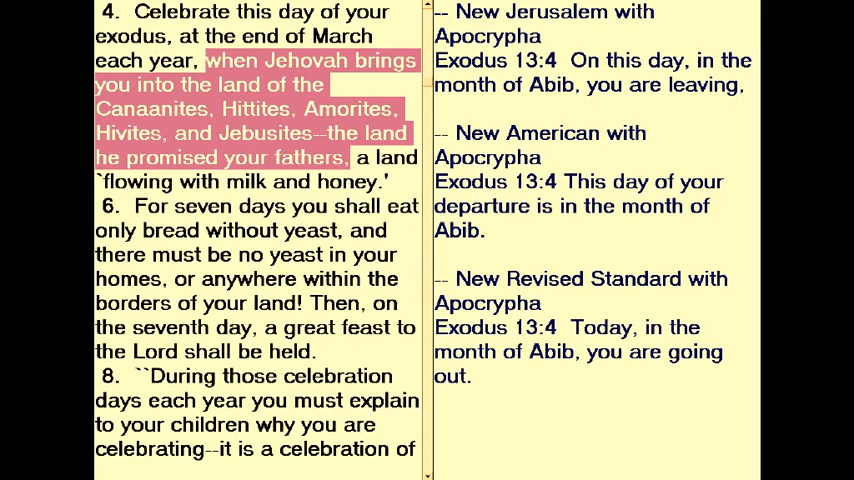 4.  Celebrate this day of your
exodus, at the end of March
each year, when Jehovah brings
you into the land of the
Canaanites, Hittites, Amorites,
Hivites, and Jebusites--the land
he promised your fathers, a land
`flowing with milk and honey.'
6.  For seven days you shall eat
only bread without yeast, and
there must be no yeast in your
homes, or anywhere within the
borders of your land! Then, on
the seventh day, a great feast to
the Lord shall be held.
8.  ``During those celebration
days each year you must explain
to your children why you are
celebrating--it is a celebration of
-- New Jerusalem with
Apocrypha
Exodus 13:4  On this day, in the
month of Abib, you are leaving,
-- New American with
Apocrypha
Exodus 13:4 This day of your
departure is in the month of
Abib.
-- New Revised Standard with
Apocrypha
Exodus 13:4  Today, in the
month of Abib, you are going
out.